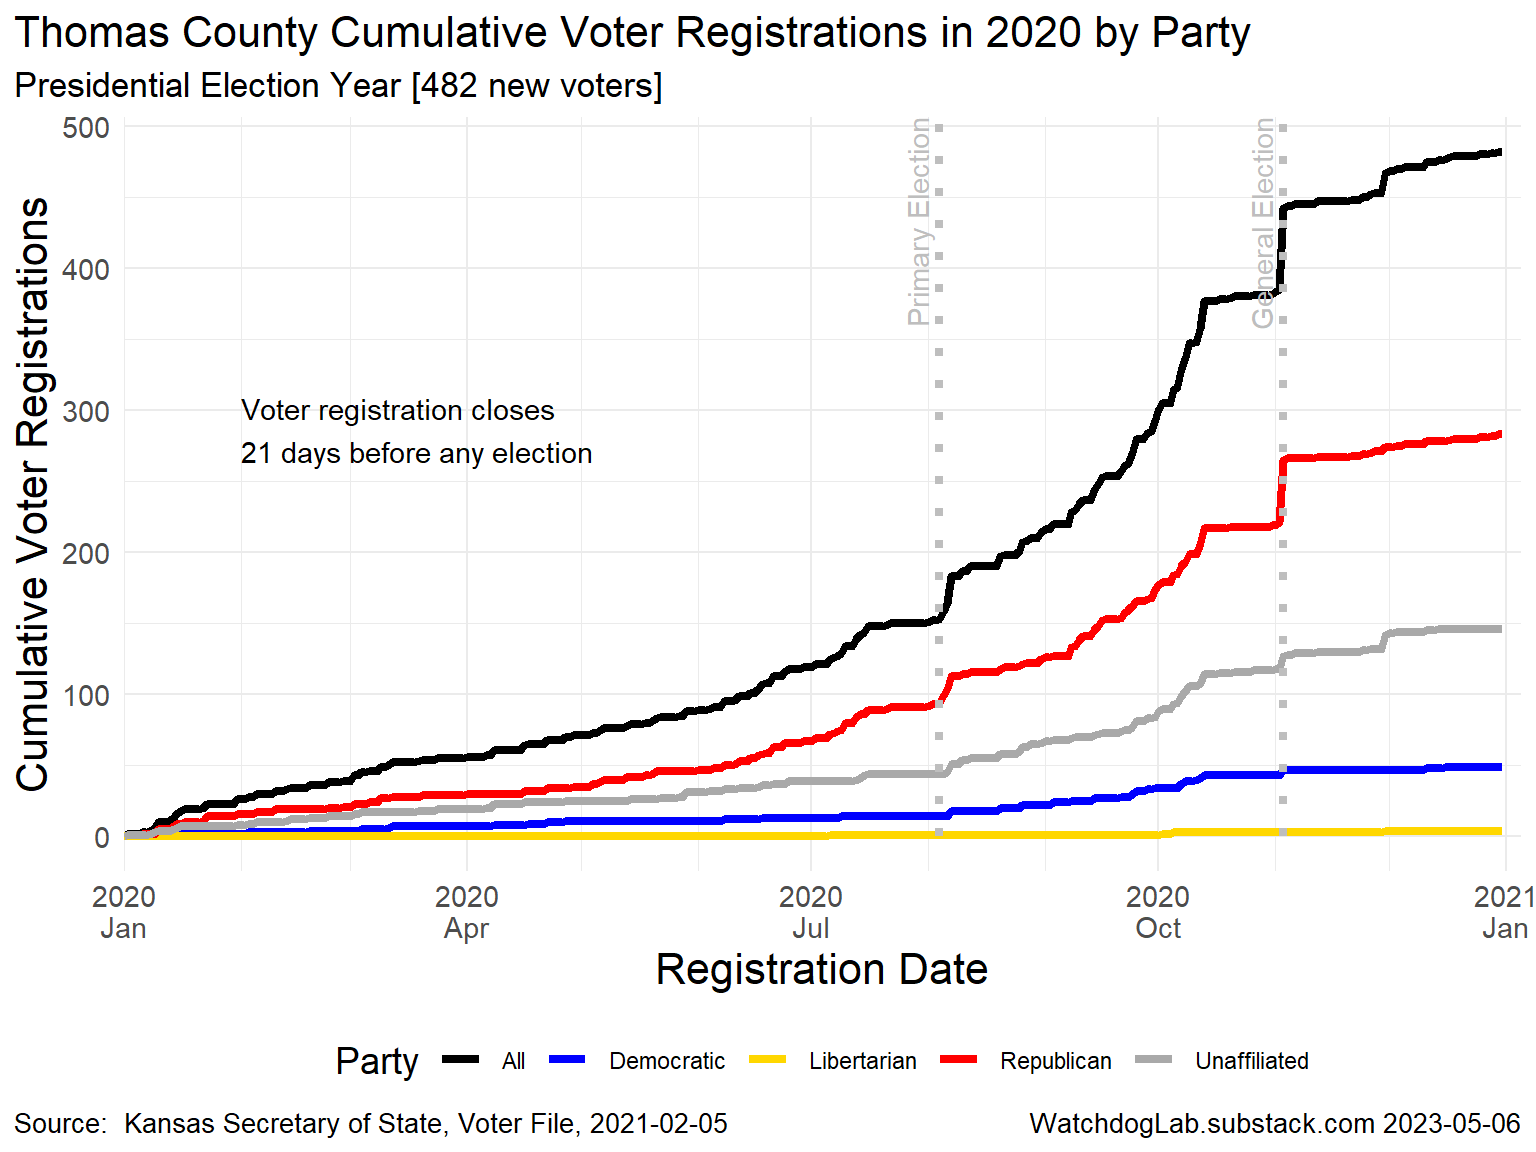 Thomas County Cumulative Voter Registrations in 2020 by Party
Presidential Election Year [482 new voters]
Cumulative Voter Registrations
500
400
300
200
100
0
Primary Election
General Election
Voter registration closes
21 days before any election
2020
Jan
2020
Apr
2020
Jul
2020
Oct
2021
Jan
Registration Date
Party
All
Democratic
Libertarian
Republican
Unaffiliated
Source:  Kansas Secretary of State, Voter File, 2021-02-05
WatchdogLab.substack.com 2023-05-06